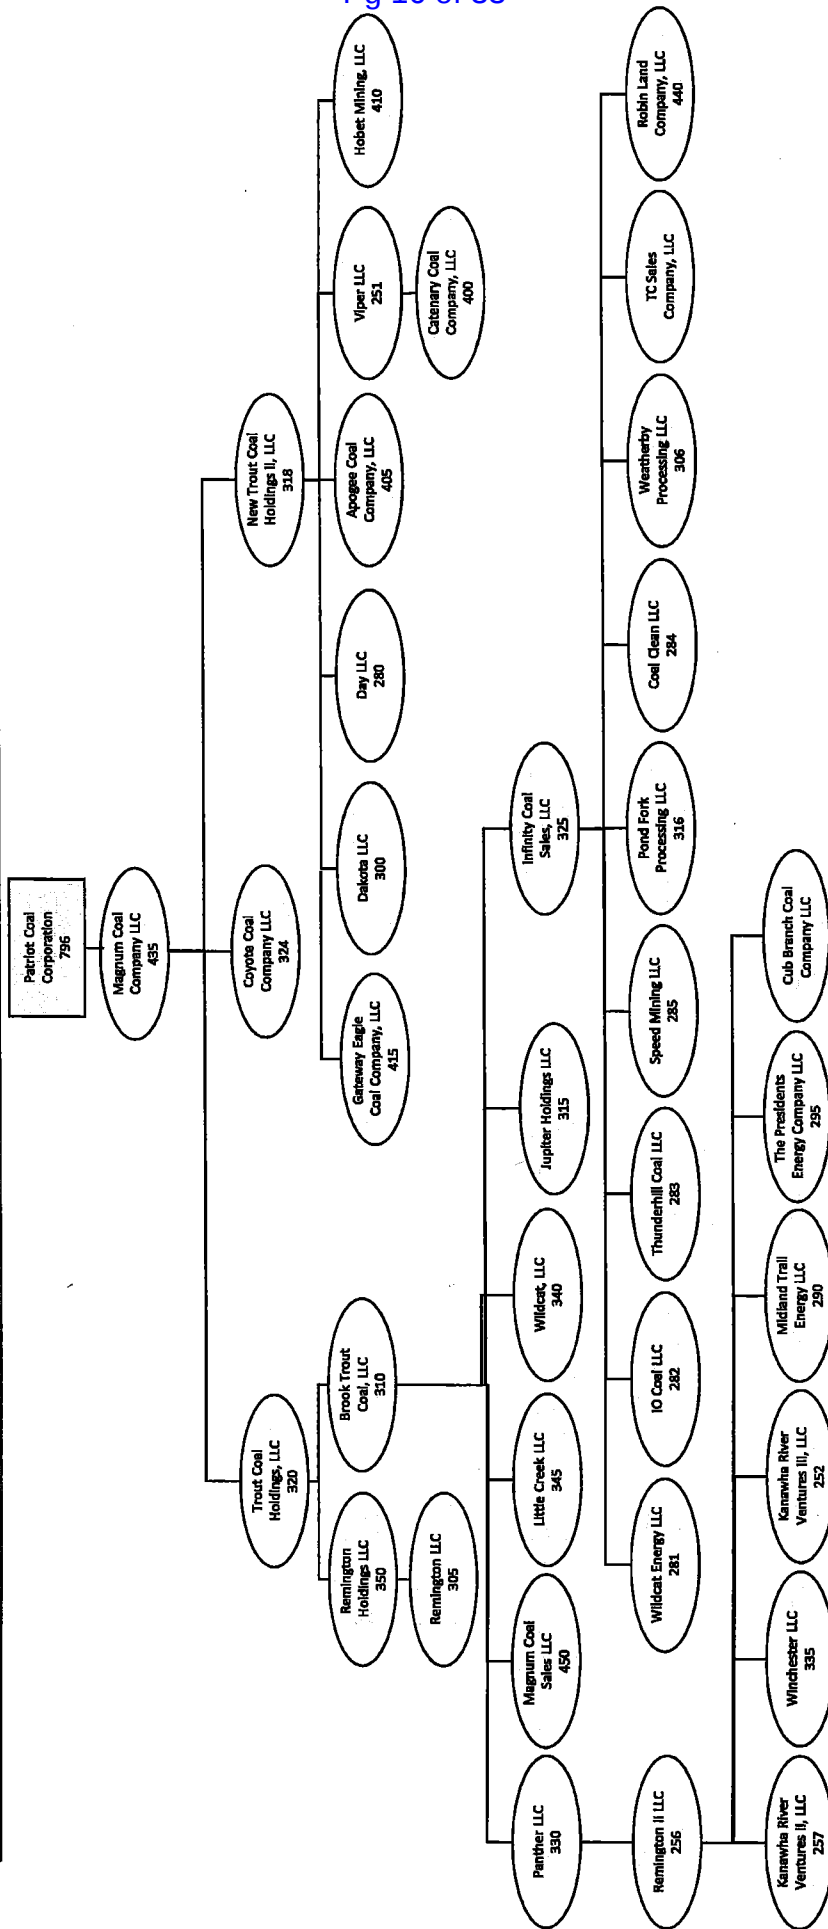 Patriot Coal
Corporation
796
Magnum Coal
Company LLC
435
Trout Coal
Holdings, LLC
320
Coyote Coal
Company LLC
324
New Trout Coal
Holdings II, LLC
318
Remington
Holdings LLC
350
Brook Trout
Coal, LLC
310
Gateway Eagle
Coal Company, LLC
415
Dakota LLC
300
Day LLC
280
Apogee Coal
Company, LLC
405
Viper LLC
251
Hobet Mining, LLC
410
Remington LLC
305
Catenary Coal
Company, LLC
400
Panther LLC
330
Magnum Coal
Sales LLC
450
Little Creek LLC
345
Wildcat, LLC
340
Jupiter Holdings LLC
315
Infinity Coal
Sales, LLC
325
Remington II LLC
256
Wildcat Energy LLC
281
IO Coal LLC
282
Thunderhill Coal LLC
283
Speed Mining LLC
285
Pond Fork
Processing LLC
316
Coal Clean LLC
284
Weatherby
Processing LLC
306
TC Sales
Company, LLC
Robin Land
Company, LLC
440
Kanawha River
Ventures II, LLC
257
Winchester LLC
335
Kanawha River
Ventures III, LLC
252
Midland Trail
Energy LLC
290
The Presidents
Energy Company LLC
295
Cub Branch Coal
Company LLC